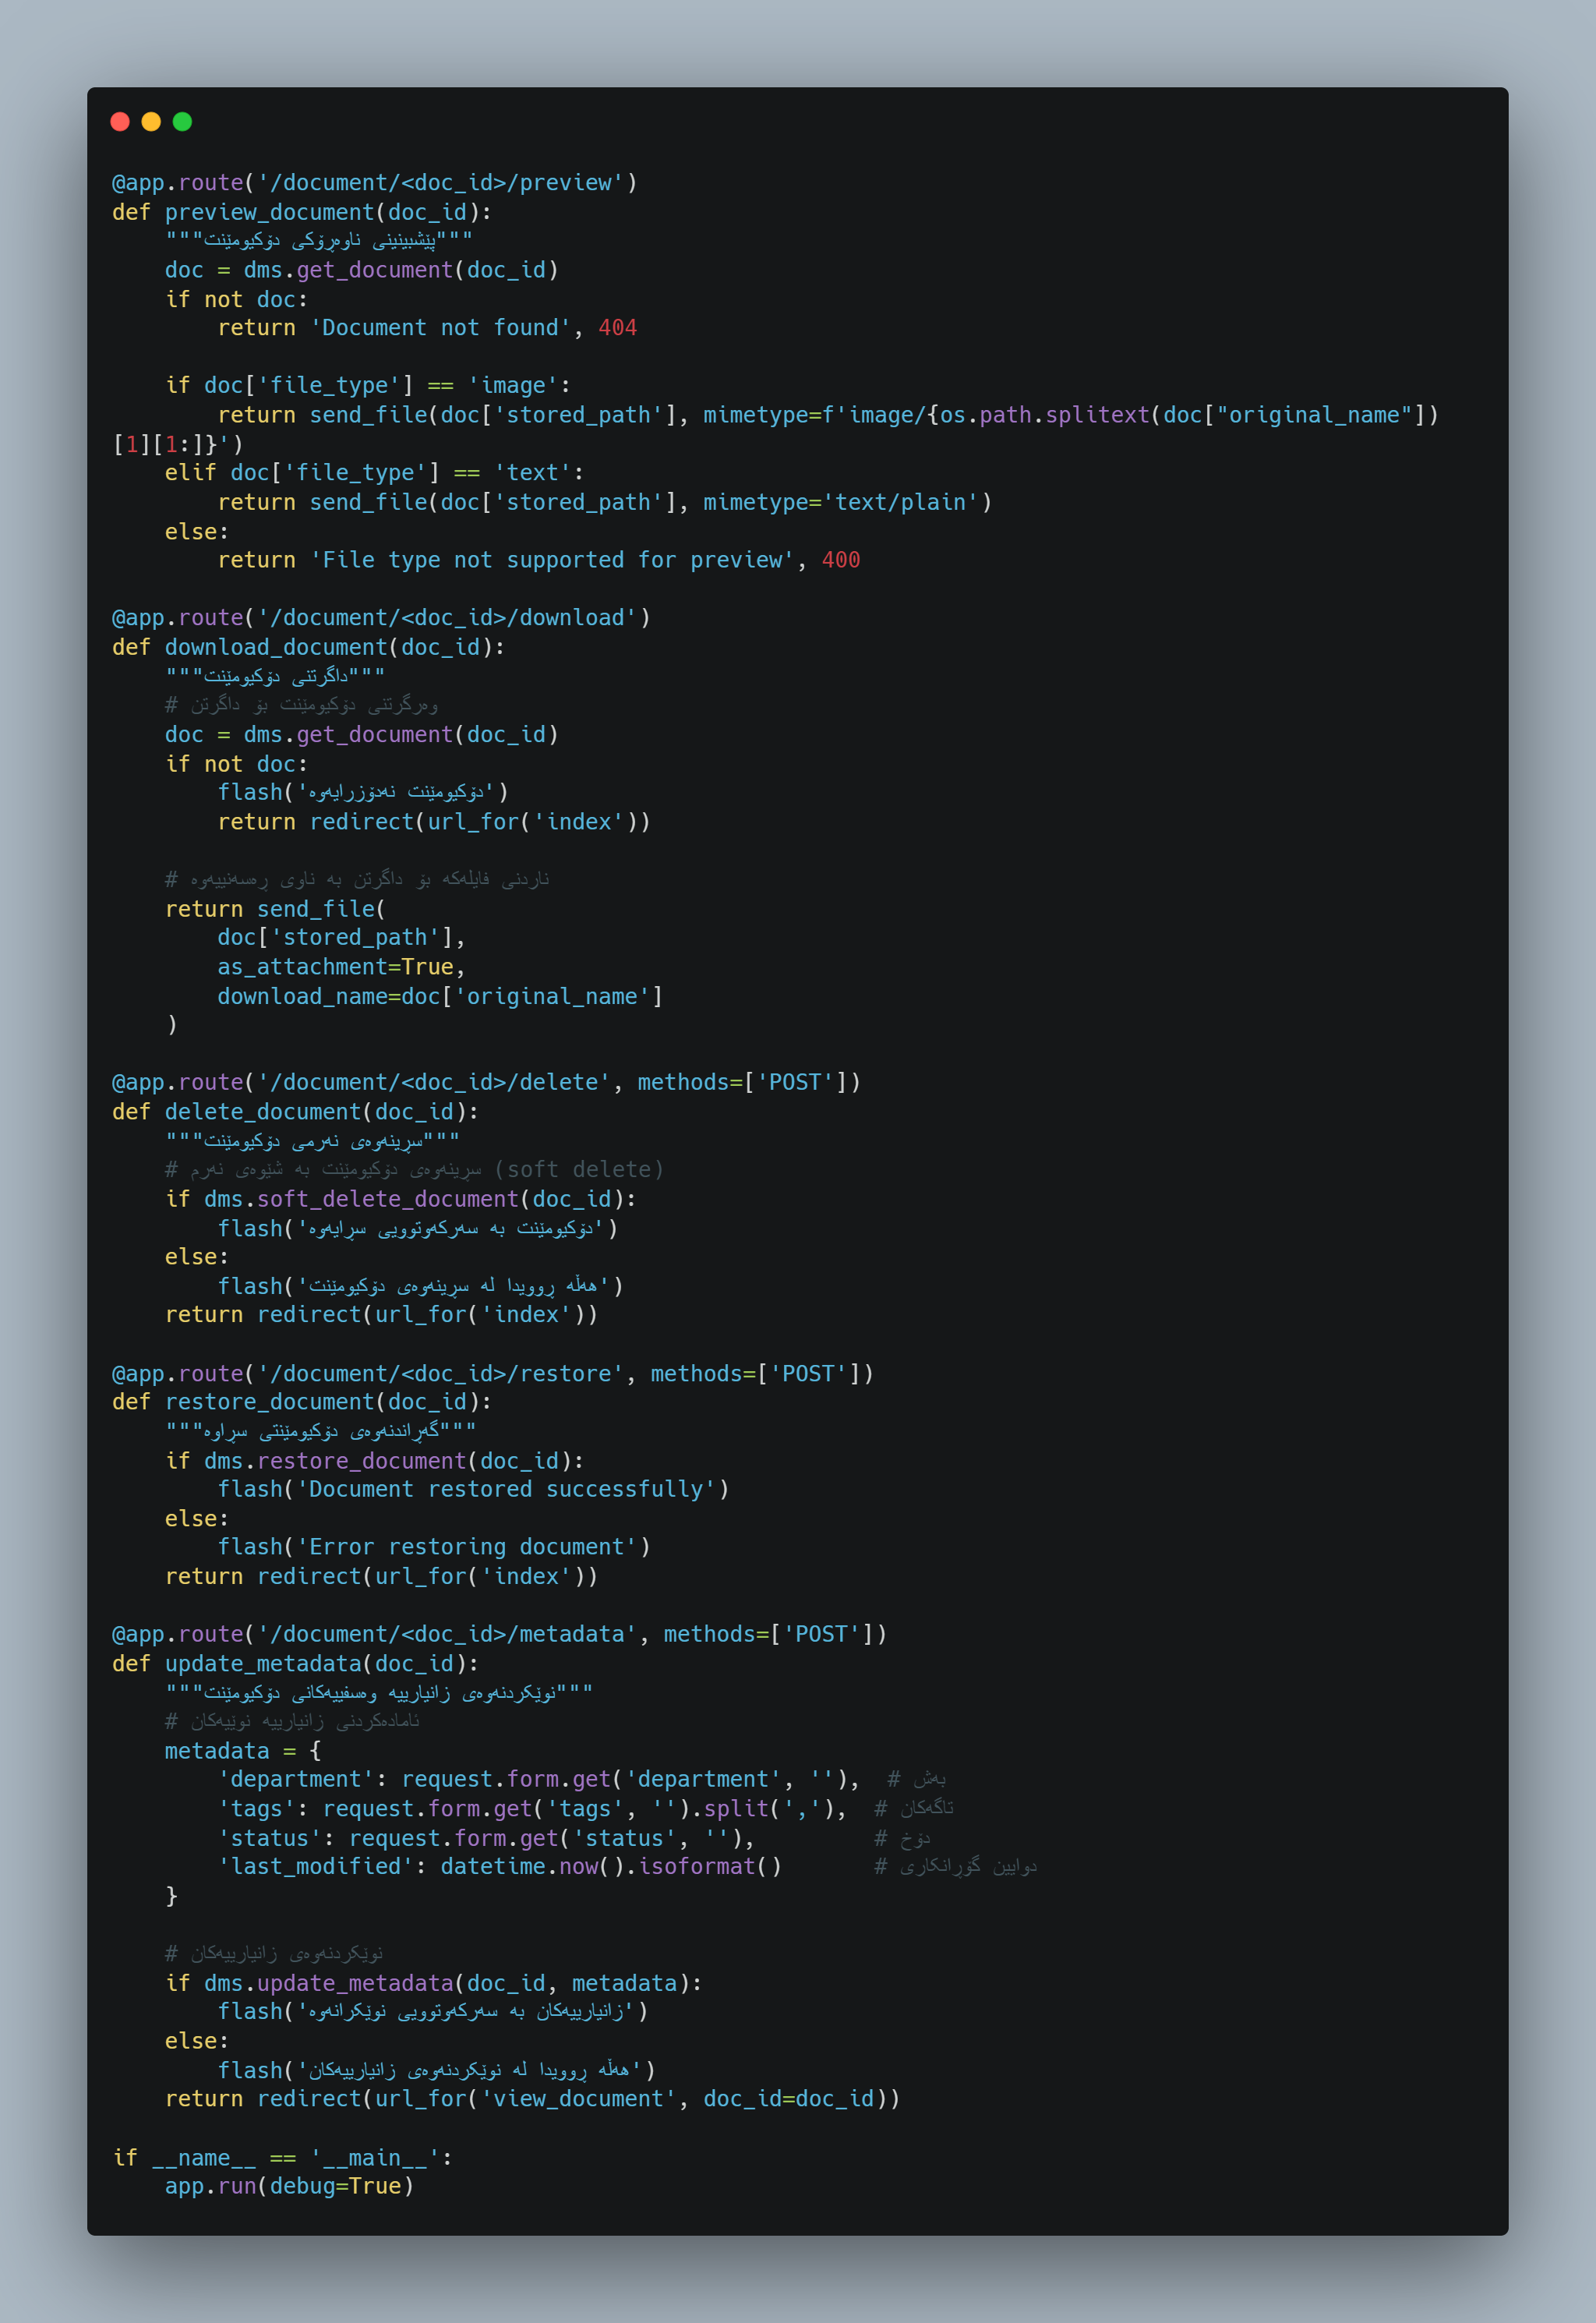 @app.route('/document/<doc_id>/preview')
def preview_document(doc_id):
    """پێشبینینی ناوەڕۆکی دۆکیومێنت"""
    doc = dms.get_document(doc_id)
    if not doc:
        return 'Document not found', 404

    if doc['file_type'] == 'image':
        return send_file(doc['stored_path'], mimetype=f'image/{os.path.splitext(doc["original_name"])
[1][1:]}')
    elif doc['file_type'] == 'text':
        return send_file(doc['stored_path'], mimetype='text/plain')
    else:
        return 'File type not supported for preview', 400

@app.route('/document/<doc_id>/download')
def download_document(doc_id):
    """داگرتنی دۆکیومێنت"""
    # وەرگرتنی دۆکیومێنت بۆ داگرتن
    doc = dms.get_document(doc_id)
    if not doc:
        flash('دۆکیومێنت نەدۆزرایەوە')
        return redirect(url_for('index'))

    # ناردنی فایلەکە بۆ داگرتن بە ناوی ڕەسەنییەوە
    return send_file(
        doc['stored_path'],
        as_attachment=True,
        download_name=doc['original_name']
    )

@app.route('/document/<doc_id>/delete', methods=['POST'])
def delete_document(doc_id):
    """سڕینەوەی نەرمی دۆکیومێنت"""
    # سڕینەوەی دۆکیومێنت بە شێوەی نەرم (soft delete)
    if dms.soft_delete_document(doc_id):
        flash('دۆکیومێنت بە سەرکەوتوویی سڕایەوە')
    else:
        flash('هەڵە ڕوویدا لە سڕینەوەی دۆکیومێنت')
    return redirect(url_for('index'))

@app.route('/document/<doc_id>/restore', methods=['POST'])
def restore_document(doc_id):
    """گەڕاندنەوەی دۆکیومێنتی سڕاوە"""
    if dms.restore_document(doc_id):
        flash('Document restored successfully')
    else:
        flash('Error restoring document')
    return redirect(url_for('index'))

@app.route('/document/<doc_id>/metadata', methods=['POST'])
def update_metadata(doc_id):
    """نوێکردنەوەی زانیارییە وەسفییەکانی دۆکیومێنت"""
    # ئامادەکردنی زانیارییە نوێیەکان
    metadata = {
        'department': request.form.get('department', ''),  # بەش
        'tags': request.form.get('tags', '').split(','),  # تاگەکان
        'status': request.form.get('status', ''),         # دۆخ
        'last_modified': datetime.now().isoformat()       # دوایین گۆڕانکاری
    }

    # نوێکردنەوەی زانیارییەکان
    if dms.update_metadata(doc_id, metadata):
        flash('زانیارییەکان بە سەرکەوتوویی نوێکرانەوە')
    else:
        flash('هەڵە ڕوویدا لە نوێکردنەوەی زانیارییەکان')
    return redirect(url_for('view_document', doc_id=doc_id))

if __name__ == '__main__':
    app.run(debug=True)